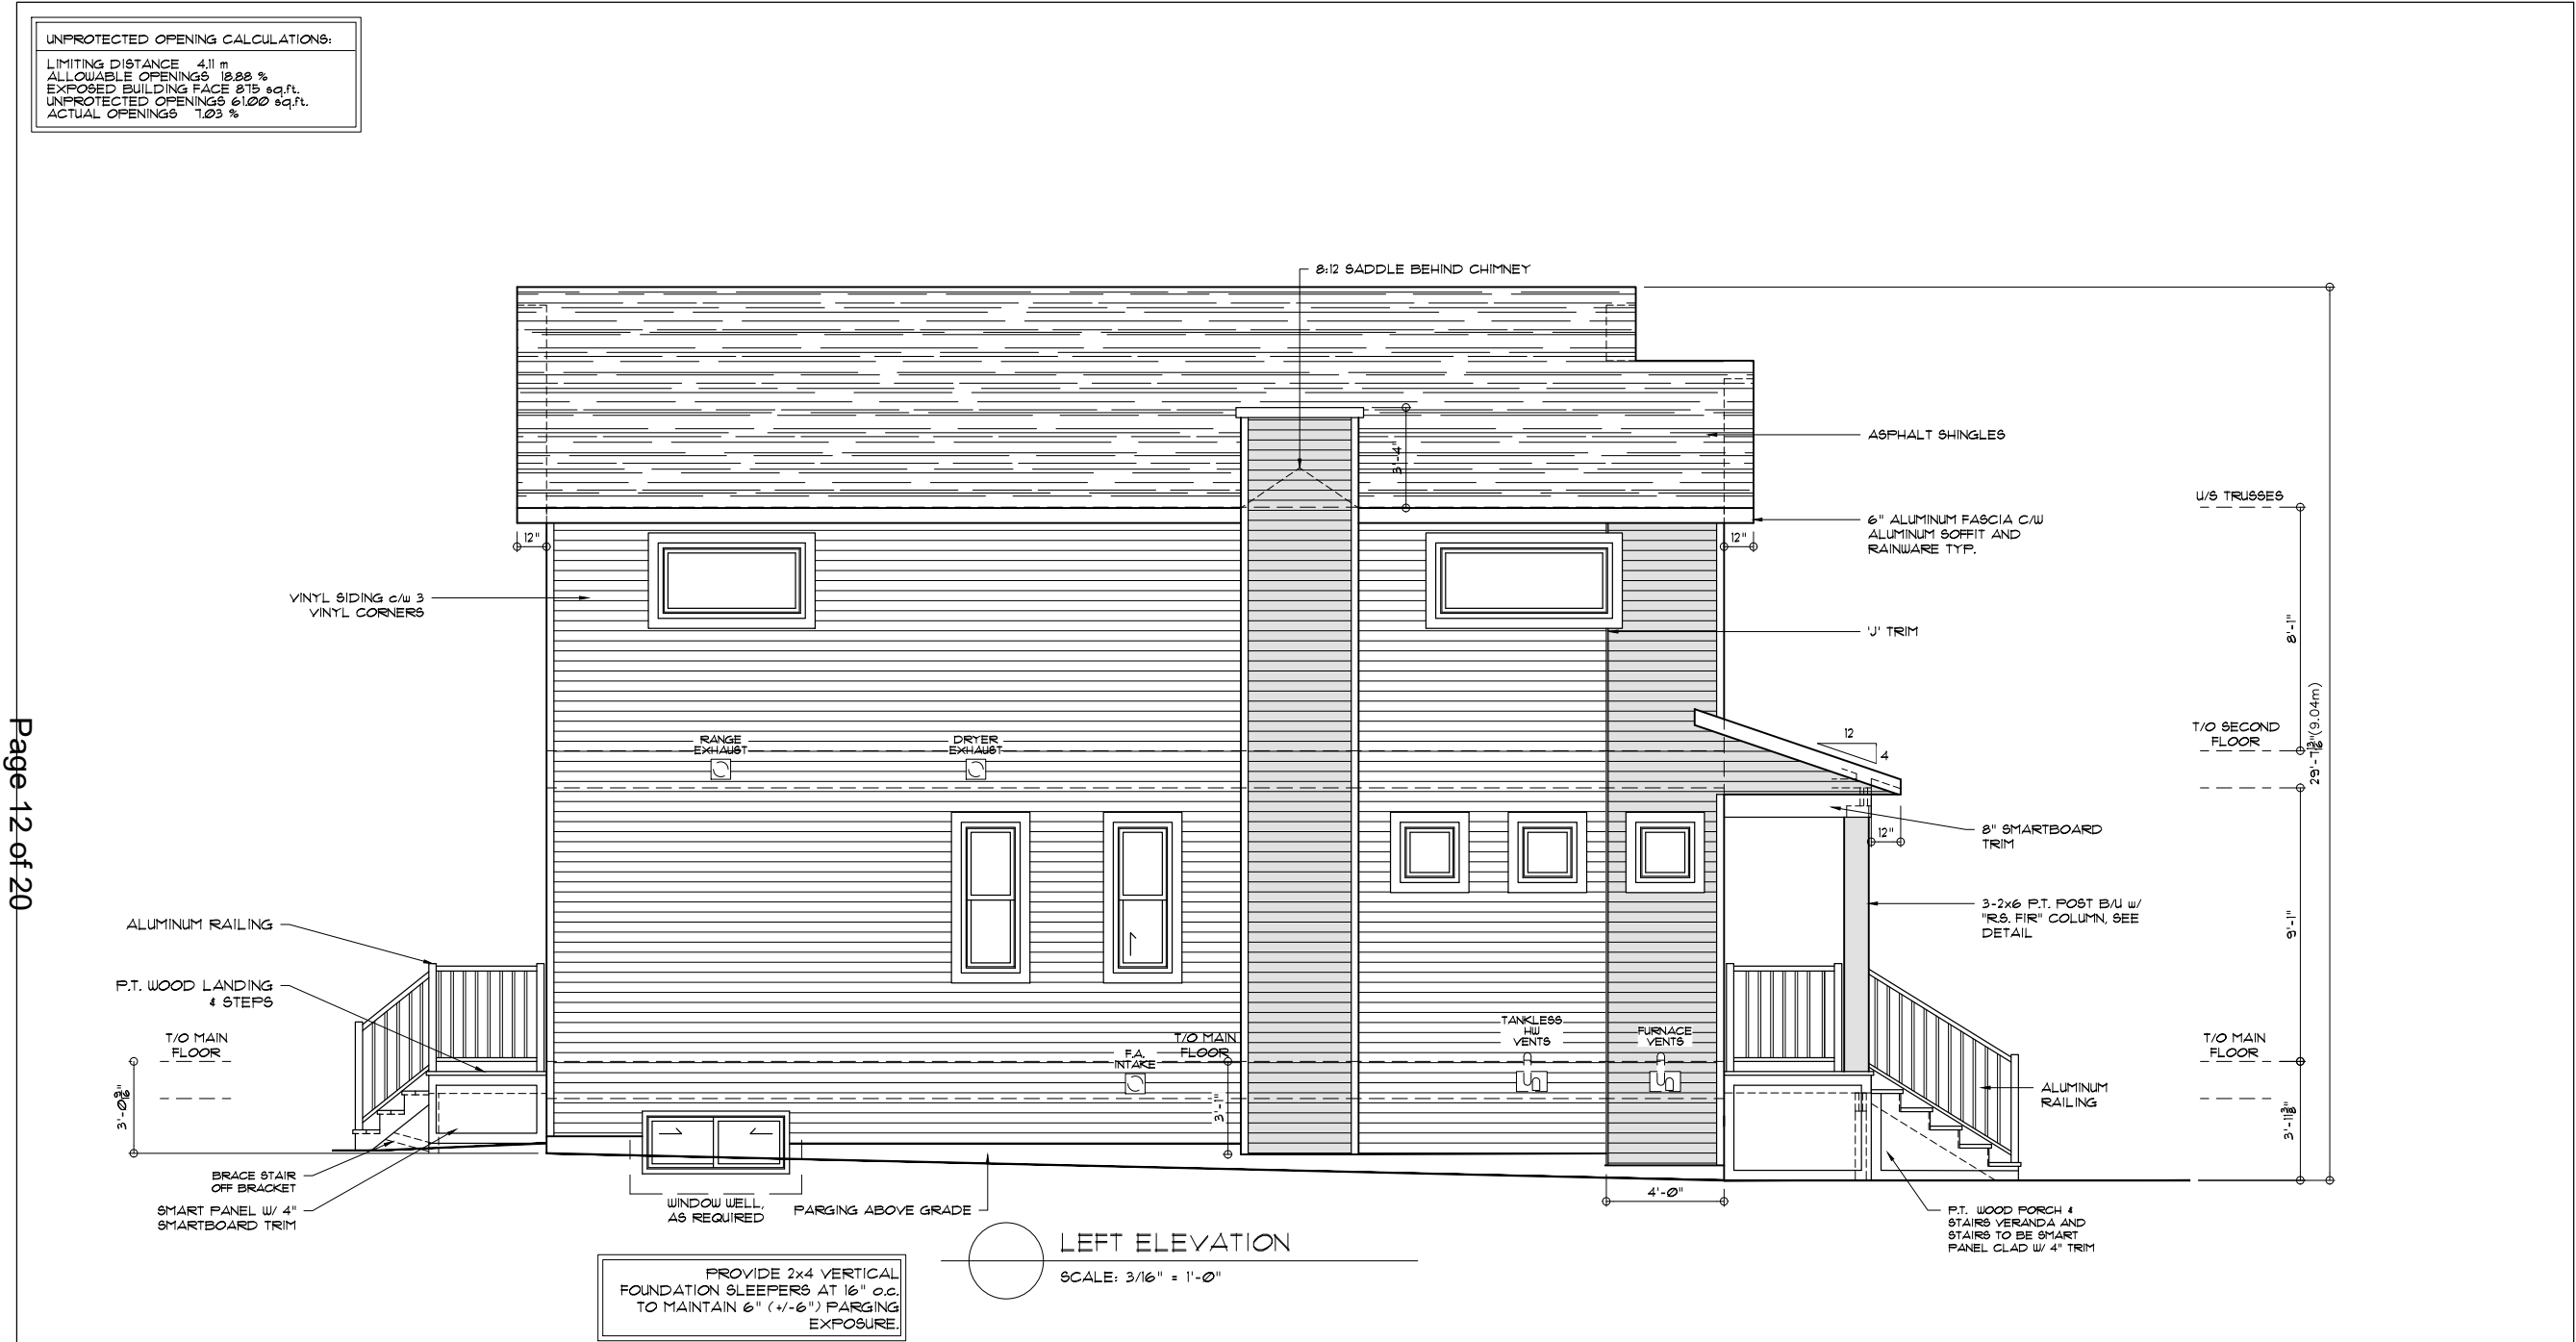 UNPROTECTED OPENING CALCULATIONS:
LIMITING DISTANCE 4.11 m
ALLOWABLE OPENINGS 18.88 %
EXPOSED BUILDING FACE 875 sq.ft.
UNPROTECTED OPENINGS 61.00 sq.ft.
ACTUAL OPENINGS 7.03 %
8:12 SADDLE BEHIND CHIMNEY
3'-4"
ASPHALT SHINGLES
U/S TRUSSES
6" ALUMINUM FASCIA C/W
ALUMINUM SOFFIT AND
RAINWARE TYP.
12"
12"
VINYL SIDING c/w 3
VINYL CORNERS
'J' TRIM
8'-1"
RANGE
EXHAUST
DRYER
EXHAUST
12
4
T/O SECOND
FLOOR
(9.04m)
12"
8" SMARTBOARD
TRIM
Page 12 of 20
3-2x6 P.T. POST B/U w/
"R.S. FIR" COLUMN, SEE
DETAIL
9'-1"
ALUMINUM RAILING
P.T. WOOD LANDING
& STEPS
T/O MAIN
FLOOR
F.A.
INTAKE
T/O MAIN
FLOOR
TANKLESS
HW
VENTS
FURNACE
VENTS
T/O MAIN
FLOOR
3'-1"
ALUMINUM
RAILING
BRACE STAIR
OFF BRACKET
SMART PANEL W/ 4"
SMARTBOARD TRIM
WINDOW WELL,
AS REQUIRED
PARGING ABOVE GRADE
4'-0"
P.T. WOOD PORCH &
STAIRS VERANDA AND
STAIRS TO BE SMART
PANEL CLAD W/ 4" TRIM
LEFT ELEVATION
SCALE: 3/16" = 1'-0"
PROVIDE 2x4 VERTICAL
FOUNDATION SLEEPERS AT 16" o.c.
TO MAINTAIN 6" (+/-6") PARGING
EXPOSURE.